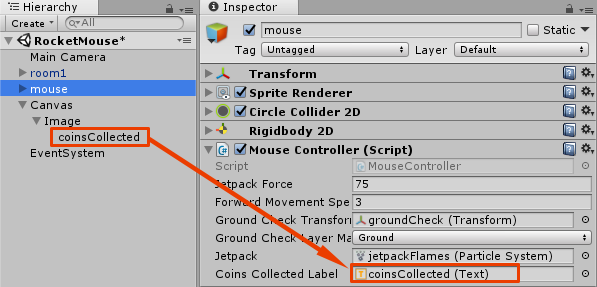 Hierarchy
Create
All
RocketMouse*
Main Camera
room1
mouse
Canvas
Image
coinsCollected
EventSystem
Inspector
mouse
Static
Tag Untagged Layer Default
Transform
Sprite Renderer
Circle Collider 2D
Rigidbody 2D
Mouse Controller (Script)
Script MouseController
Jetpack Force 75
Forward Movement Spe 3
Ground Check Transform groundCheck (Transform)
Ground Check Layer Ma Ground
Jetpack jetpackFlames (Particle System)
Coins Collected Label coinsCollected (Text)